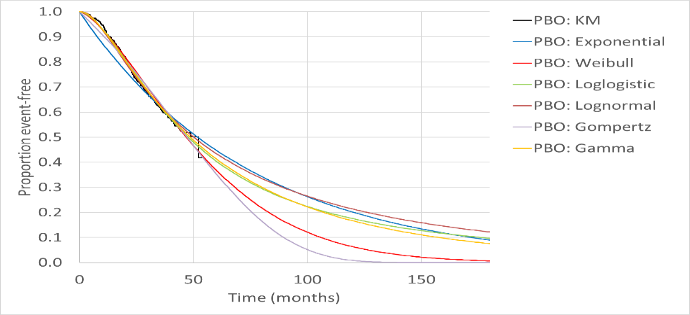 Proportion event-free
1.0
0.9
0.8
0.7
0.6
0.5
0.4
0.3
0.2
0.1
0.0
0
50
100
150
Time (months)
PBO: KM
PBO: Exponential
PBO: Weibull
PBO: Loglogistic
PBO: Lognormal
PBO: Gompertz
PBO: Gamma